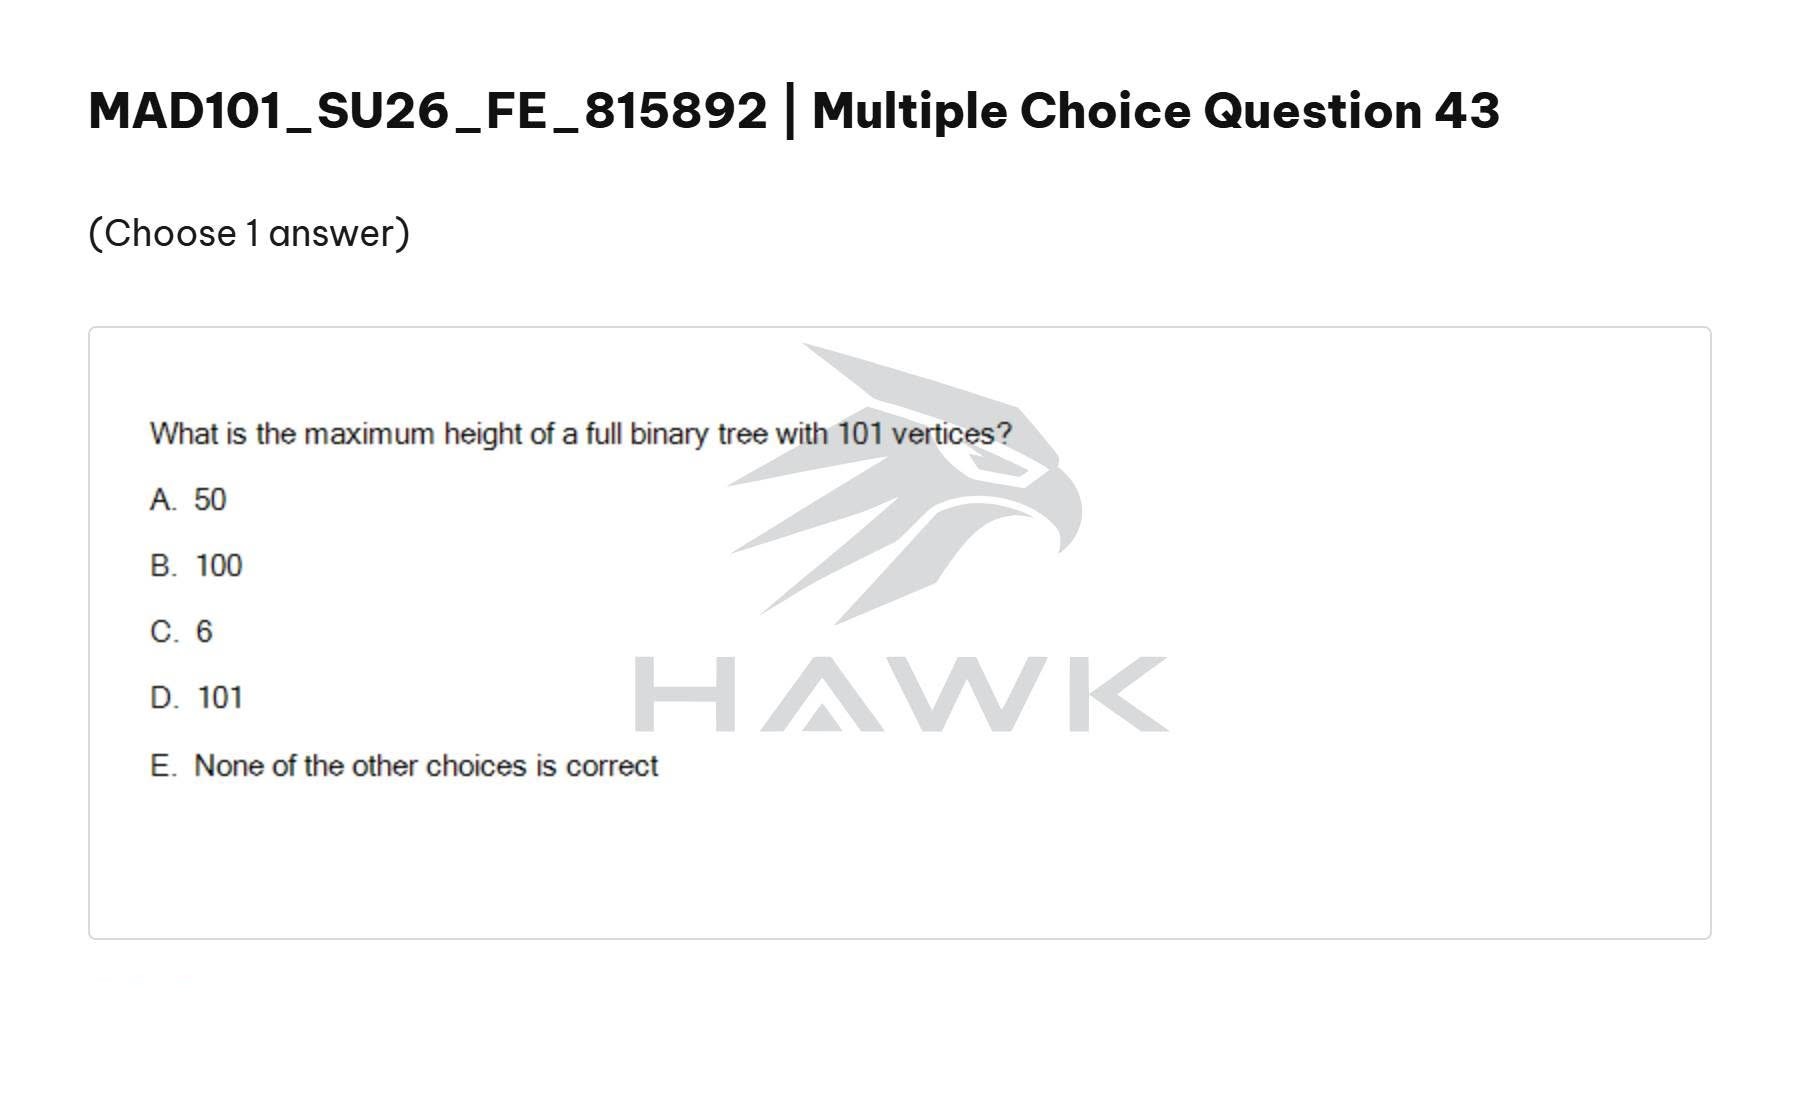 MAD101_SU26_FE_815892 | Multiple Choice Question 43
(Choose 1 answer)
What is the maximum height of a full binary tree with 101 vertices?
A. 50
B. 100
C. 6
D. 101
E. None of the other choices is correct
HAWK